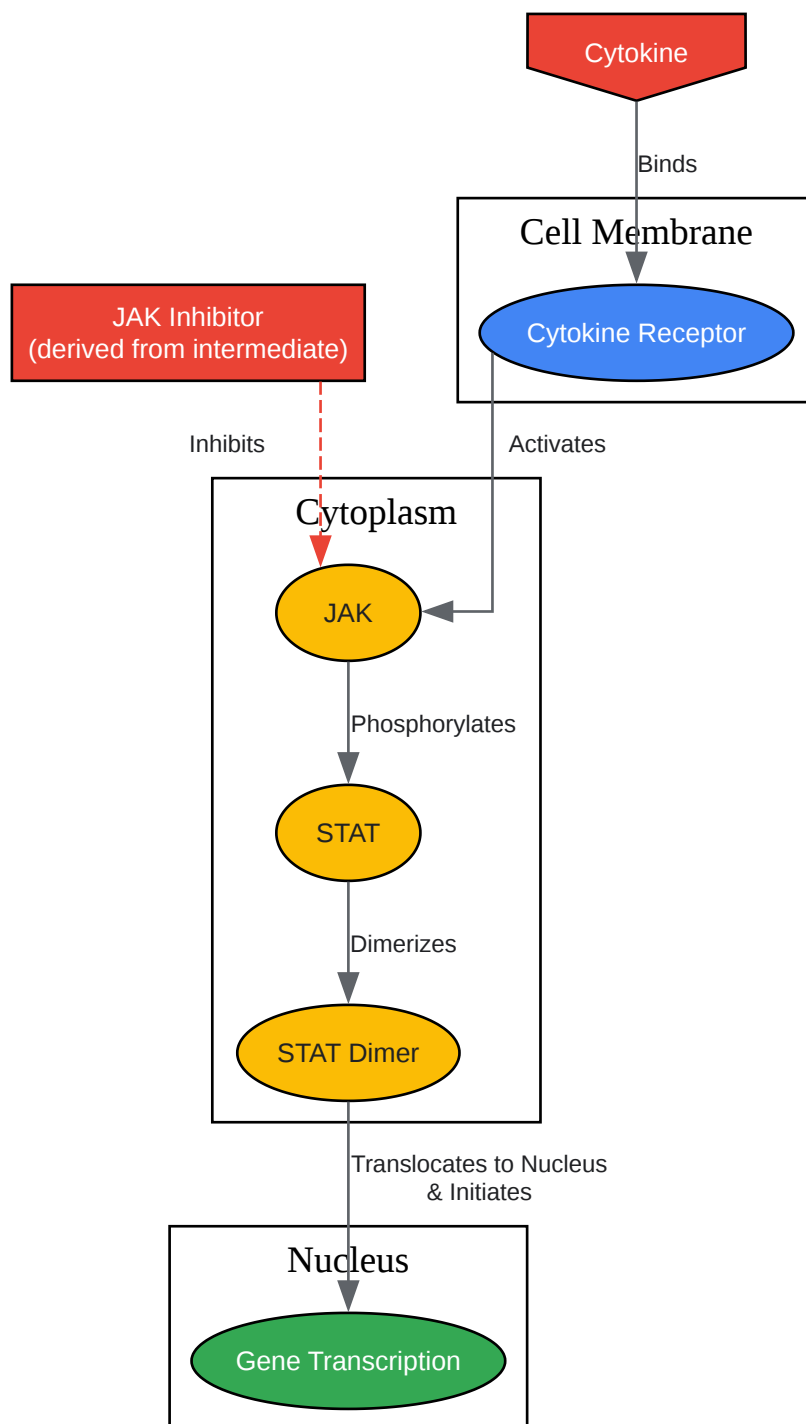 Cytokine
Binds
Cell Membrane
JAK Inhibitor
(derived from intermediate)
Cytokine Receptor
Inhibits
Activates
Cytoplasm
JAK
Phosphorylates
STAT
Dimerizes
STAT Dimer
Translocates to Nucleus
& Initiates
Nucleus
Gene Transcription